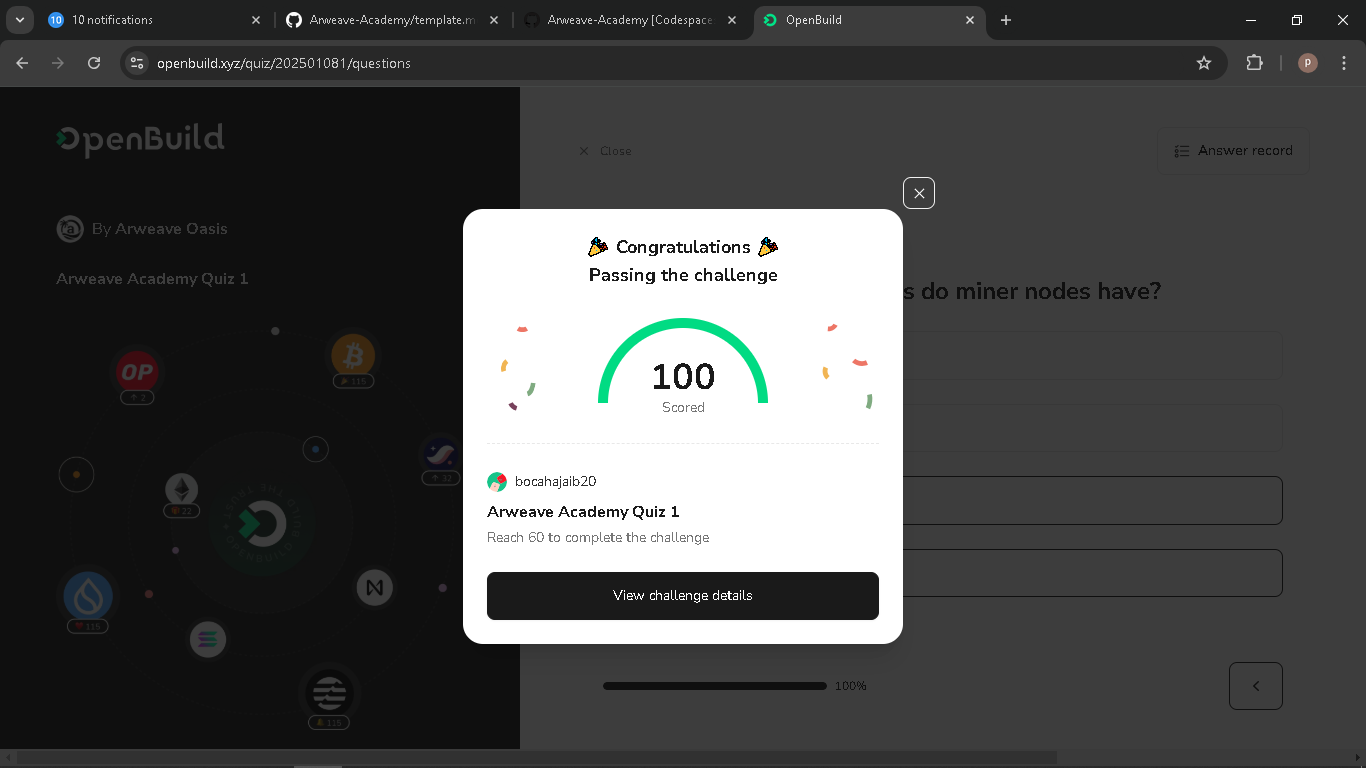 10 notifications
Arweave-Academy/template.m
Arweave-Academy [Codespace
OpenBuild
openbuild.xyz/quiz/202501081/questions
p
OpenBuild
By Arweave Oasis
Arweave Academy Quiz 1
OP
2
115
32
22
115
115
Close
Answer record
s do miner nodes have?
Congratulations
Passing the challenge
100
Scored
bocahajaib20
Arweave Academy Quiz 1
Reach 60 to complete the challenge
View challenge details
100%